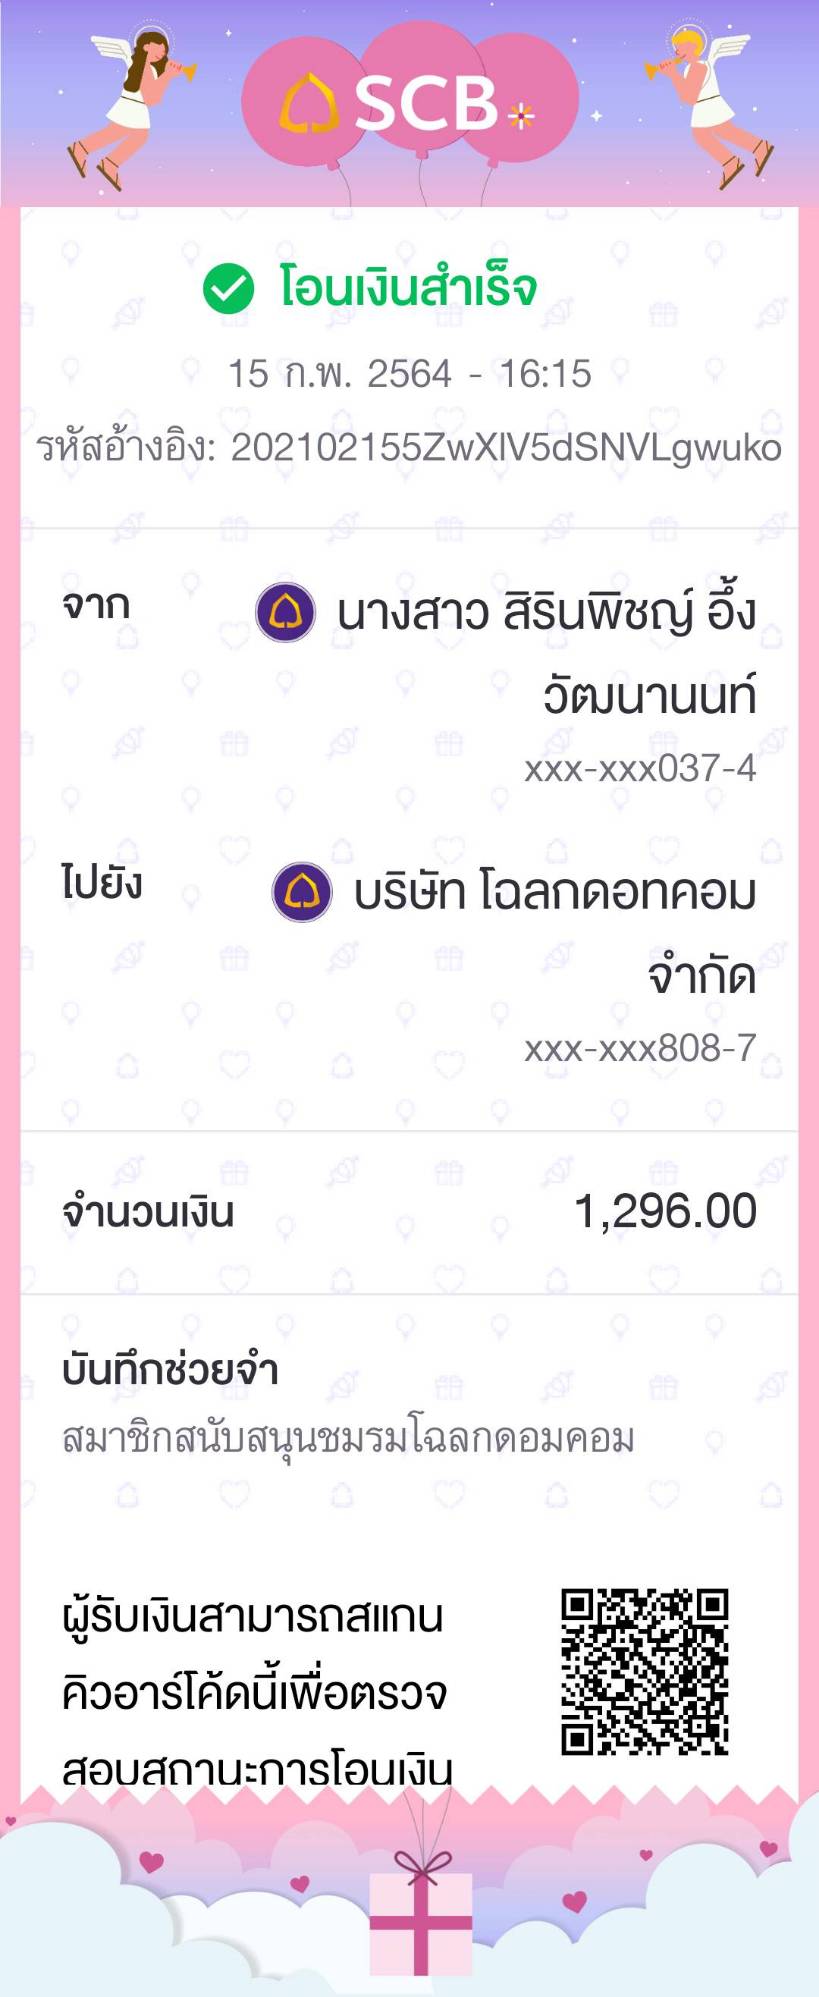 SCB
โอนเงินสำเร็จ
15 ก.พ. 2564 - 16:15
รหัสอ้างอิง: 202102155ZwXlV5dSNVLgwuko
จาก
นางสาว สิรินพิชญ์ อึ้ง
วัฒนานนท์
xxx-xxx037-4
ไปยัง
บริษัท โฉลกดอทคอม
จำกัด
xxx-xxx808-7
จำนวนเงิน 1,296.00
บันทึกช่วยจำ
สมาชิกสนับสนุนชมรมโฉลกดอมคอม
ผู้รับเงินสามารถสแกน
คิวอาร์โค้ดนี้เพื่อตรวจ
สอบสถานะการโอนเงิน